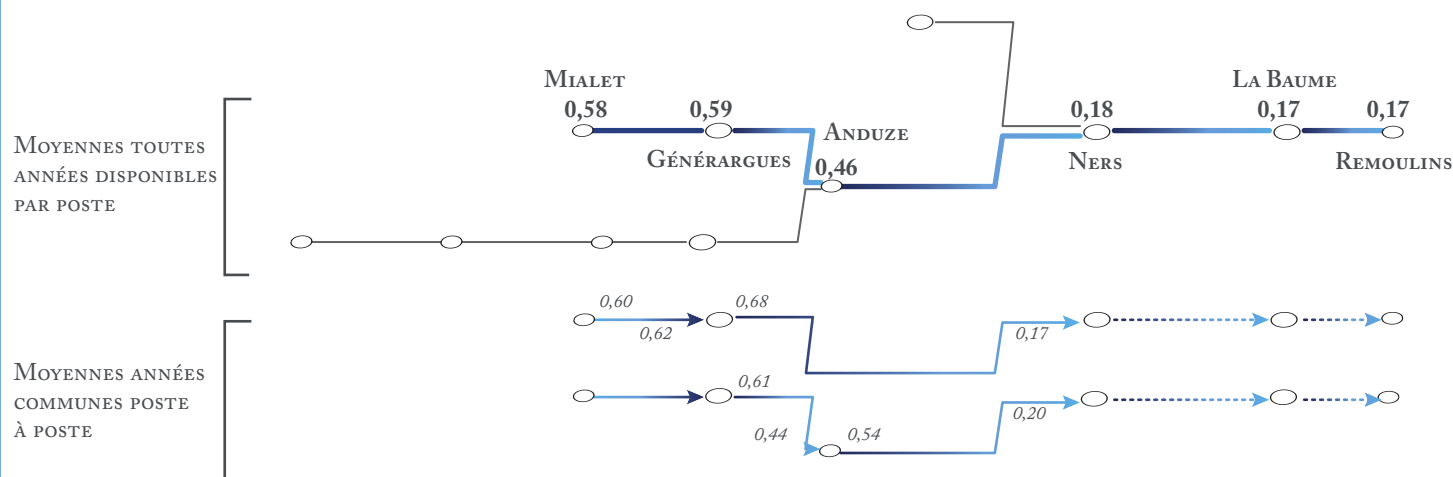 Mialet
La Baume
0,58
0,59
0,18
0,17
0,17
Anduze
Moyennes toutes
années disponibles
par poste
Générargues
Ners
Remoulins
0,46
0,60
0,68
0,62
0,17
Moyennes années
communes poste
à poste
0,61
0,20
0,44
0,54